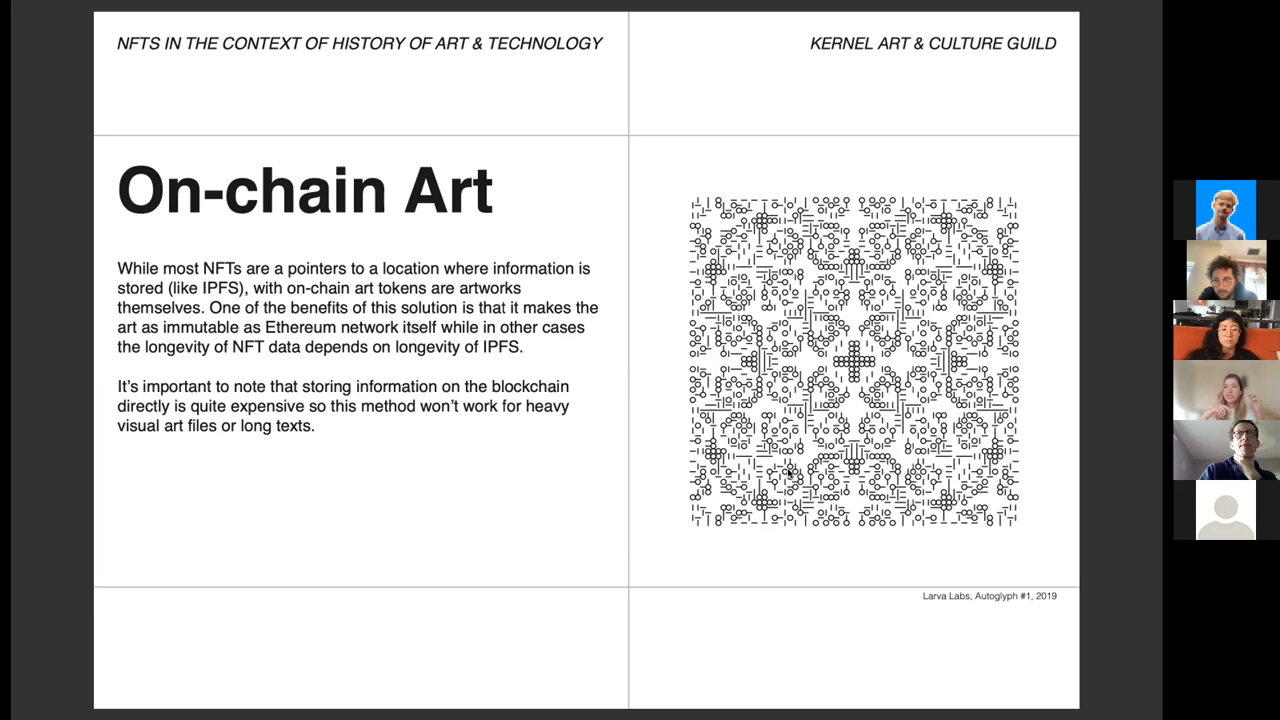 NFTS IN THE CONTEXT OF HISTORY OF ART & TECHNOLOGY
KERNEL ART & CULTURE GUILD
On-chain Art
While most NFTs are a pointers to a location where information is
stored (like IPFS), with on-chain art tokens are artworks
themselves. One of the benefits of this solution is that it makes the
art as immutable as Ethereum network itself while in other cases
the longevity of NFT data depends on longevity of IPFS.
It’s important to note that storing information on the blockchain
directly is quite expensive so this method won’t work for heavy
visual art files or long texts.
Larva Labs, Autoglyph #1, 2019